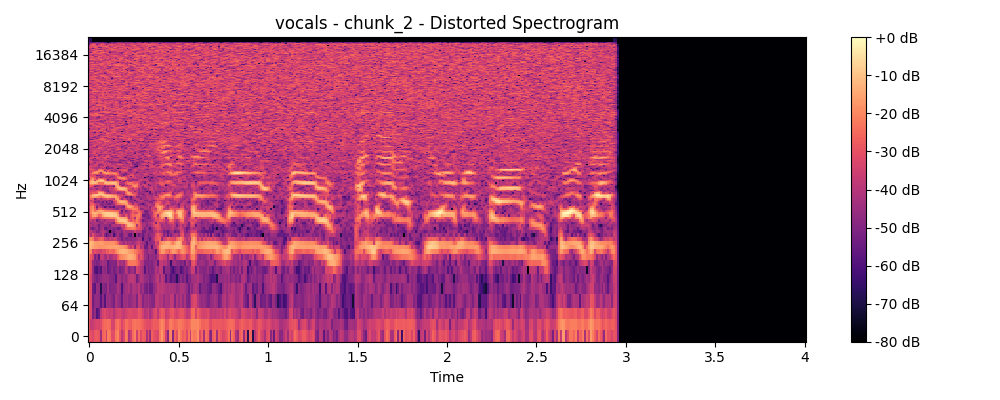 vocals - chunk_2 - Distorted Spectrogram
Hz
16384
8192
4096
2048
1024
512
256
128
64
0
0 0.5 1 1.5 2 2.5 3 3.5 4
Time
+0 dB
-10 dB
-20 dB
-30 dB
-40 dB
-50 dB
-60 dB
-70 dB
-80 dB